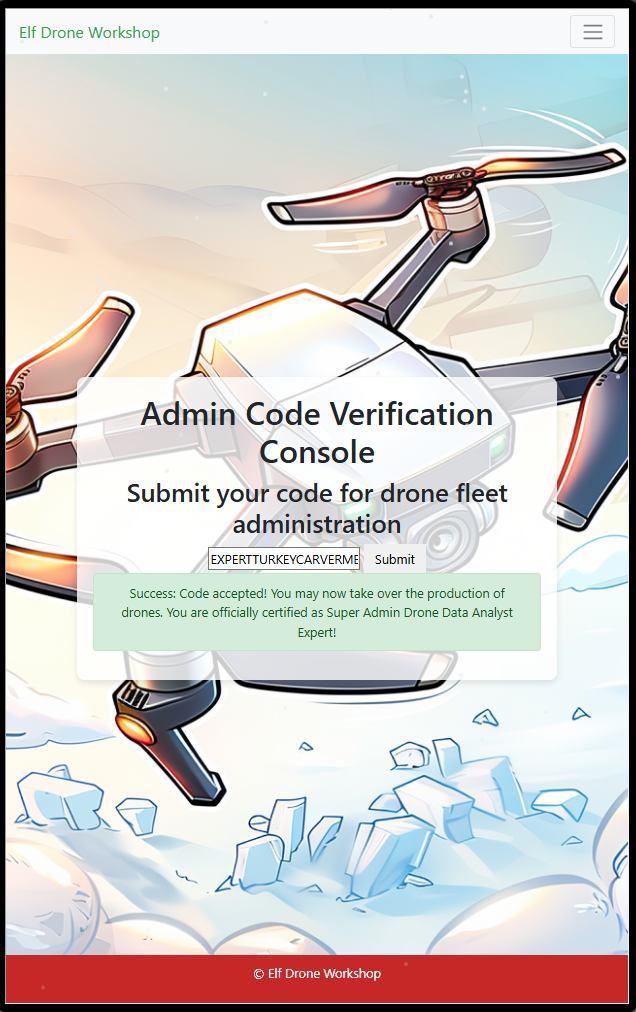 Elf Drone Workshop
Admin Code Verification
Console
Submit your code for drone fleet
administration
EXPERTTURKEYCARVERME
Submit
Success: Code accepted! You may now take over the production of
drones. You are officially certified as Super Admin Drone Data Analyst
Expert!
© Elf Drone Workshop